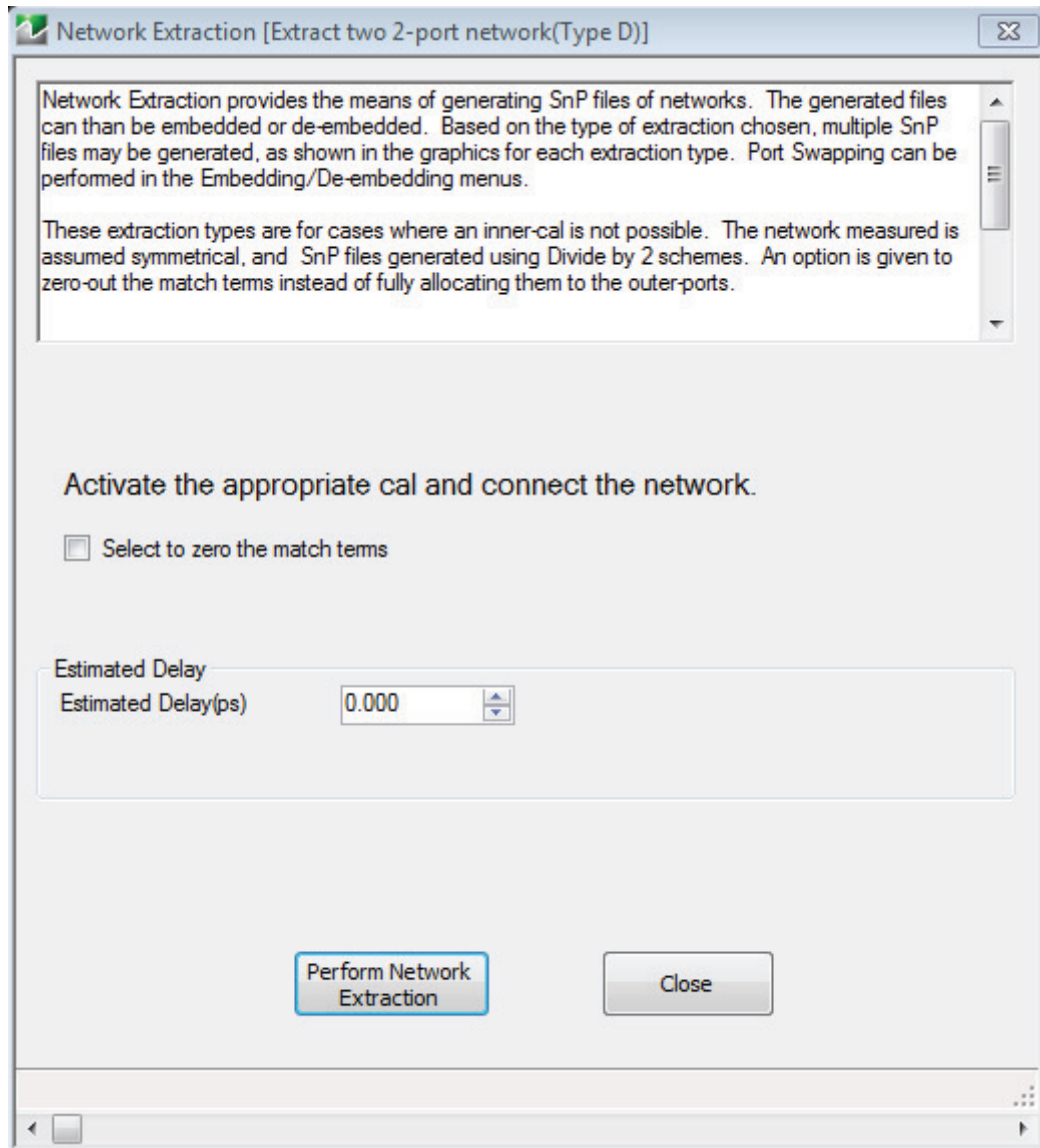 Network Extraction [Extract two 2-port network(Type D)]
Network Extraction provides the means of generating SnP files of networks.  The generated files
can than be embedded or de-embedded.  Based on the type of extraction chosen, multiple SnP
files may be generated, as shown in the graphics for each extraction type.  Port Swapping can be
performed in the Embedding/De-embedding menus.
These extraction types are for cases where an inner-cal is not possible.  The network measured is
assumed symmetrical, and  SnP files generated using Divide by 2 schemes.  An option is given to
zero-out the match terms instead of fully allocating them to the outer-ports.
Activate the appropriate cal and connect the network.
Select to zero the match terms
Estimated Delay
Estimated Delay(ps) 0.000
Perform Network
Extraction
Close